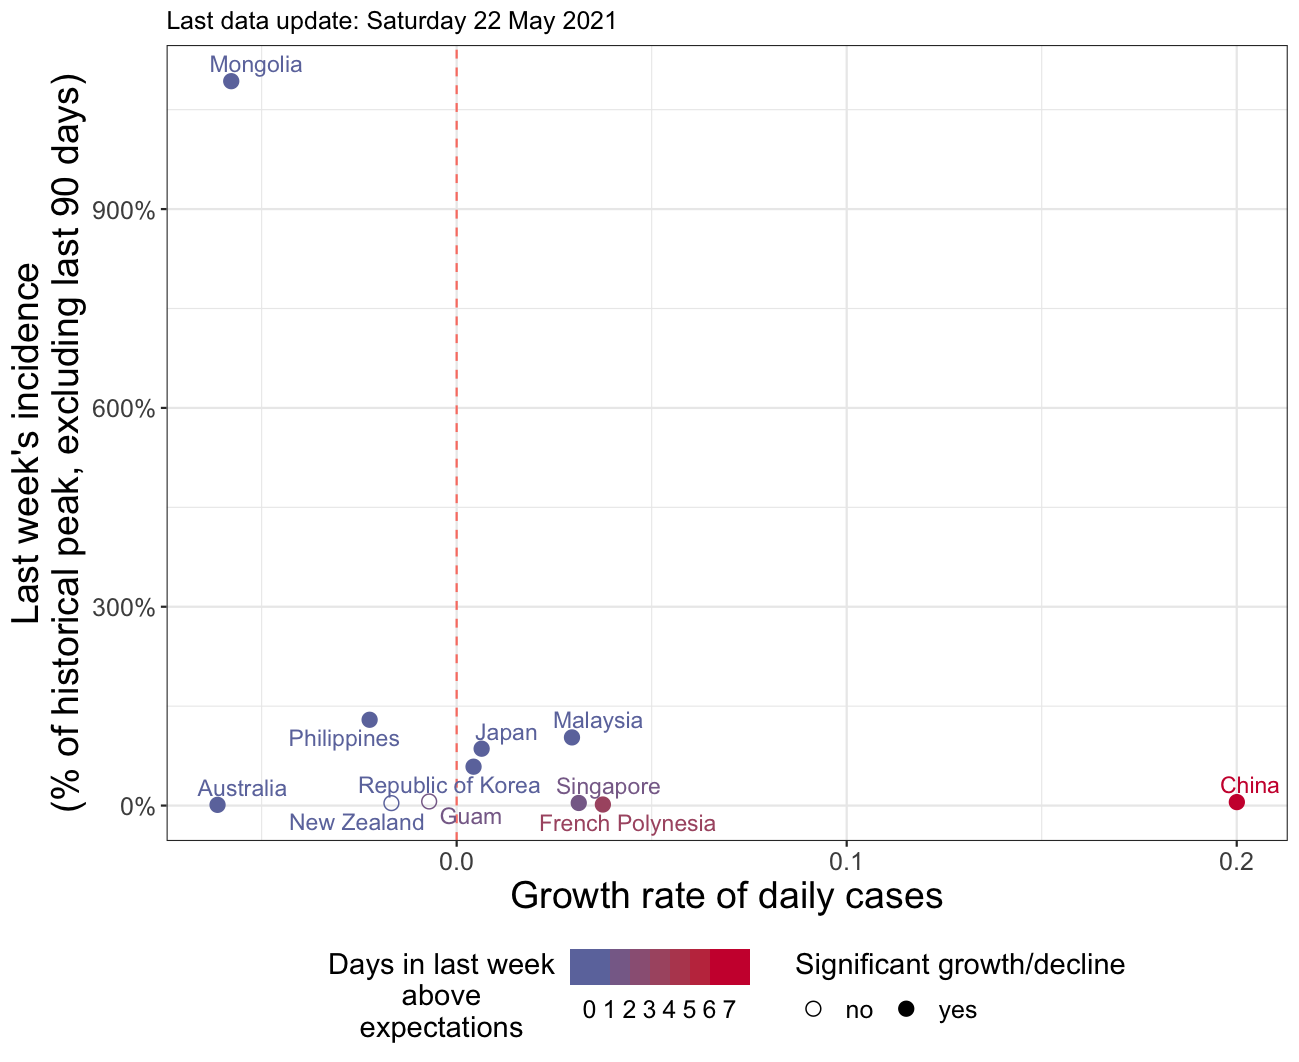 Last data update: Saturday 22 May 2021
Last week's incidence
(% of historical peak, excluding last 90 days)
900%
600%
300%
0%
Mongolia
Philippines
Japan
Malaysia
Australia
Republic of Korea
Singapore
China
New Zealand
Guam
French Polynesia
0.0
0.1
0.2
Growth rate of daily cases
Days in last week
above
expectations
0 1 2 3 4 5 6 7
Significant growth/decline
no
yes